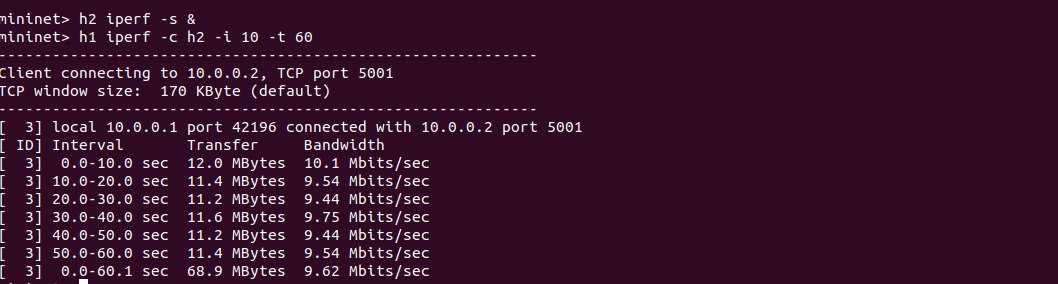 mininet> h2 iperf -s &
mininet> h1 iperf -c h2 -i 10 -t 60
------------------------------------------------------------
Client connecting to 10.0.0.2, TCP port 5001
TCP window size:  170 KByte (default)
------------------------------------------------------------
[  3] local 10.0.0.1 port 42196 connected with 10.0.0.2 port 5001
[ ID] Interval       Transfer     Bandwidth
[  3]  0.0-10.0 sec  12.0 MBytes  10.1 Mbits/sec
[  3] 10.0-20.0 sec  11.4 MBytes  9.54 Mbits/sec
[  3] 20.0-30.0 sec  11.2 MBytes  9.44 Mbits/sec
[  3] 30.0-40.0 sec  11.6 MBytes  9.75 Mbits/sec
[  3] 40.0-50.0 sec  11.2 MBytes  9.44 Mbits/sec
[  3] 50.0-60.0 sec  11.4 MBytes  9.54 Mbits/sec
[  3]  0.0-60.1 sec  68.9 MBytes  9.62 Mbits/sec